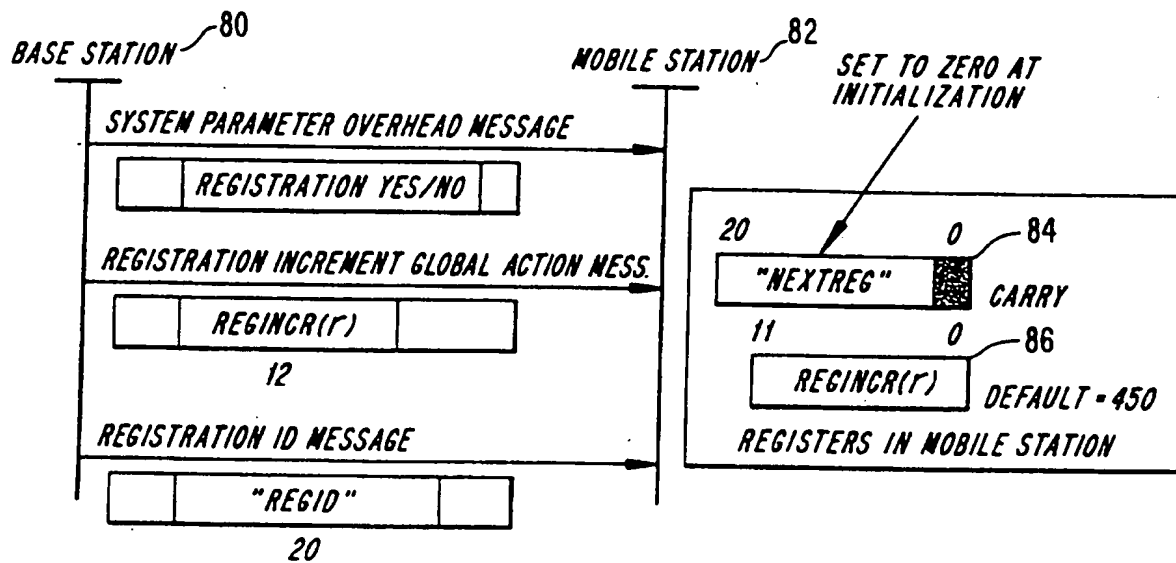 BASE STATION 80
MOBILE STATION 82
SET TO ZERO AT
INITIALIZATION
SYSTEM PARAMETER OVERHEAD MESSAGE
REGISTRATION YES/NO
REGISTRATION INCREMENT GLOBAL ACTION MESS.
REGINCR(r)
12
REGISTRATION ID MESSAGE
"REGID"
20
20 0 84
"NEXTREG" CARRY
11 0 86
REGINCR(r) DEFAULT = 450
REGISTERS IN MOBILE STATION